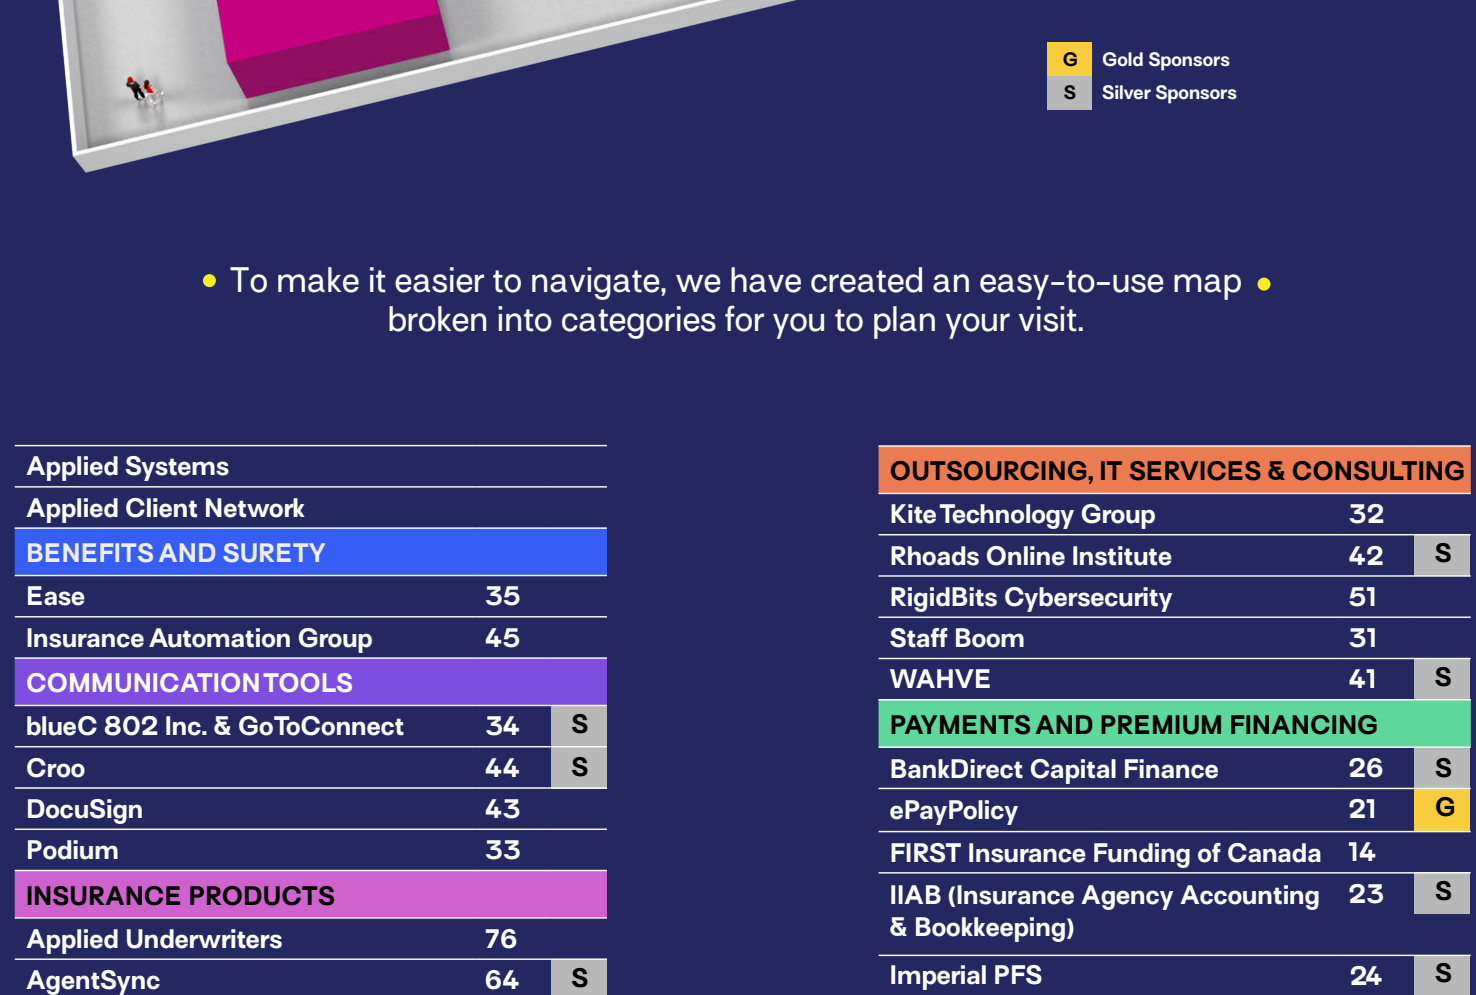 G Gold Sponsors
S Silver Sponsors
To make it easier to navigate, we have created an easy-to-use map
broken into categories for you to plan your visit.
Applied Systems
Applied Client Network
BENEFITS AND SURETY
Ease 35
Insurance Automation Group 45
COMMUNICATION TOOLS
blueC 802 Inc. & GoToConnect 34 S
Croo 44 S
DocuSign 43
Podium 33
INSURANCE PRODUCTS
Applied Underwriters 76
AgentSync 64 S
OUTSOURCING, IT SERVICES & CONSULTING
Kite Technology Group 32
Rhoads Online Institute 42 S
RigidBits Cybersecurity 51
Staff Boom 31
WAHVE 41 S
PAYMENTS AND PREMIUM FINANCING
BankDirect Capital Finance 26 S
ePayPolicy 21 G
FIRST Insurance Funding of Canada 14
IIAB (Insurance Agency Accounting 23 S
& Bookkeeping)
Imperial PFS 24 S